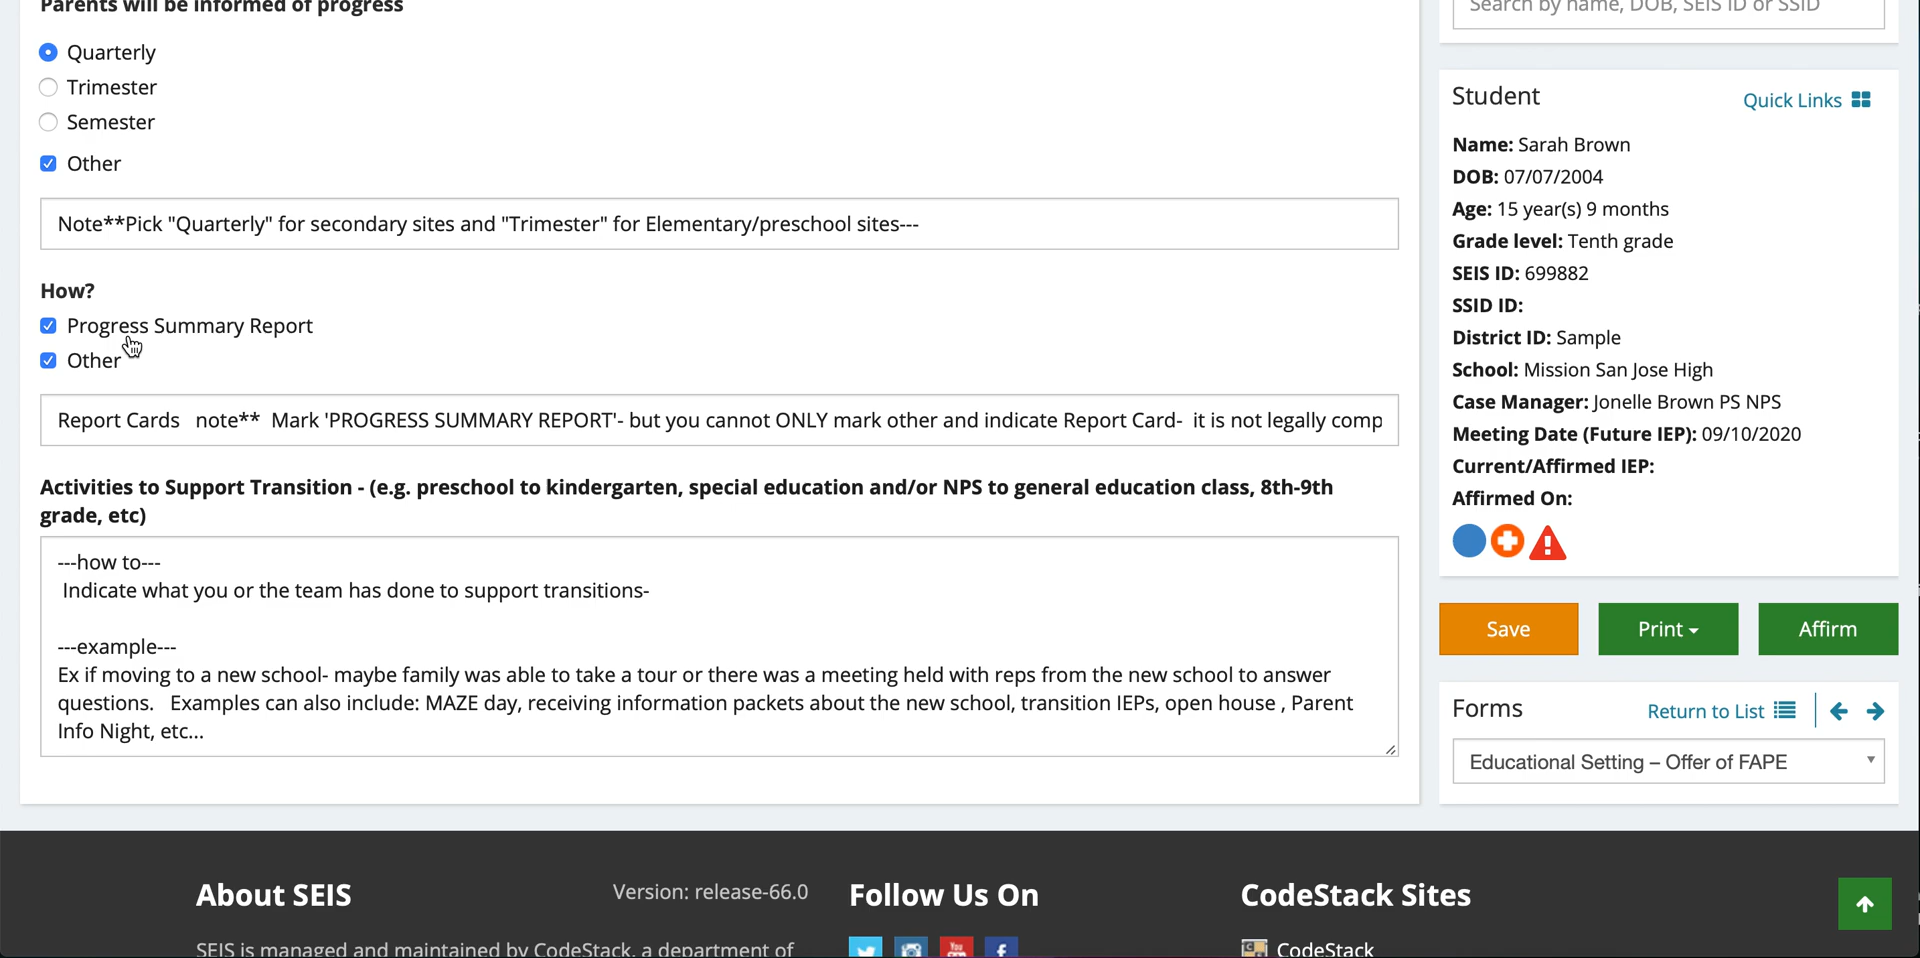 Parents will be informed of progress
Quarterly
Trimester
Semester
Other
Note**Pick "Quarterly" for secondary sites and "Trimester" for Elementary/preschool sites---
How?
Progress Summary Report
Other
Report Cards   note**  Mark 'PROGRESS SUMMARY REPORT'- but you cannot ONLY mark other and indicate Report Card-  it is not legally comp
Activities to Support Transition - (e.g. preschool to kindergarten, special education and/or NPS to general education class, 8th-9th
grade, etc)
---how to---
Indicate what you or the team has done to support transitions-
---example---
Ex if moving to a new school- maybe family was able to take a tour or there was a meeting held with reps from the new school to answer
questions.   Examples can also include: MAZE day, receiving information packets about the new school, transition IEPs, open house , Parent
Info Night, etc...
Search by name, DOB, SEIS ID or SSID
Student
Quick Links
Name: Sarah Brown
DOB: 07/07/2004
Age: 15 year(s) 9 months
Grade level: Tenth grade
SEIS ID: 699882
SSID ID:
District ID: Sample
School: Mission San Jose High
Case Manager: Jonelle Brown PS NPS
Meeting Date (Future IEP): 09/10/2020
Current/Affirmed IEP:
Affirmed On:
Save
Print
Affirm
Forms
Return to List
Educational Setting – Offer of FAPE
About SEIS
Version: release-66.0
SEIS is managed and maintained by CodeStack, a department of
Follow Us On
You
CodeStack Sites
CodeStack